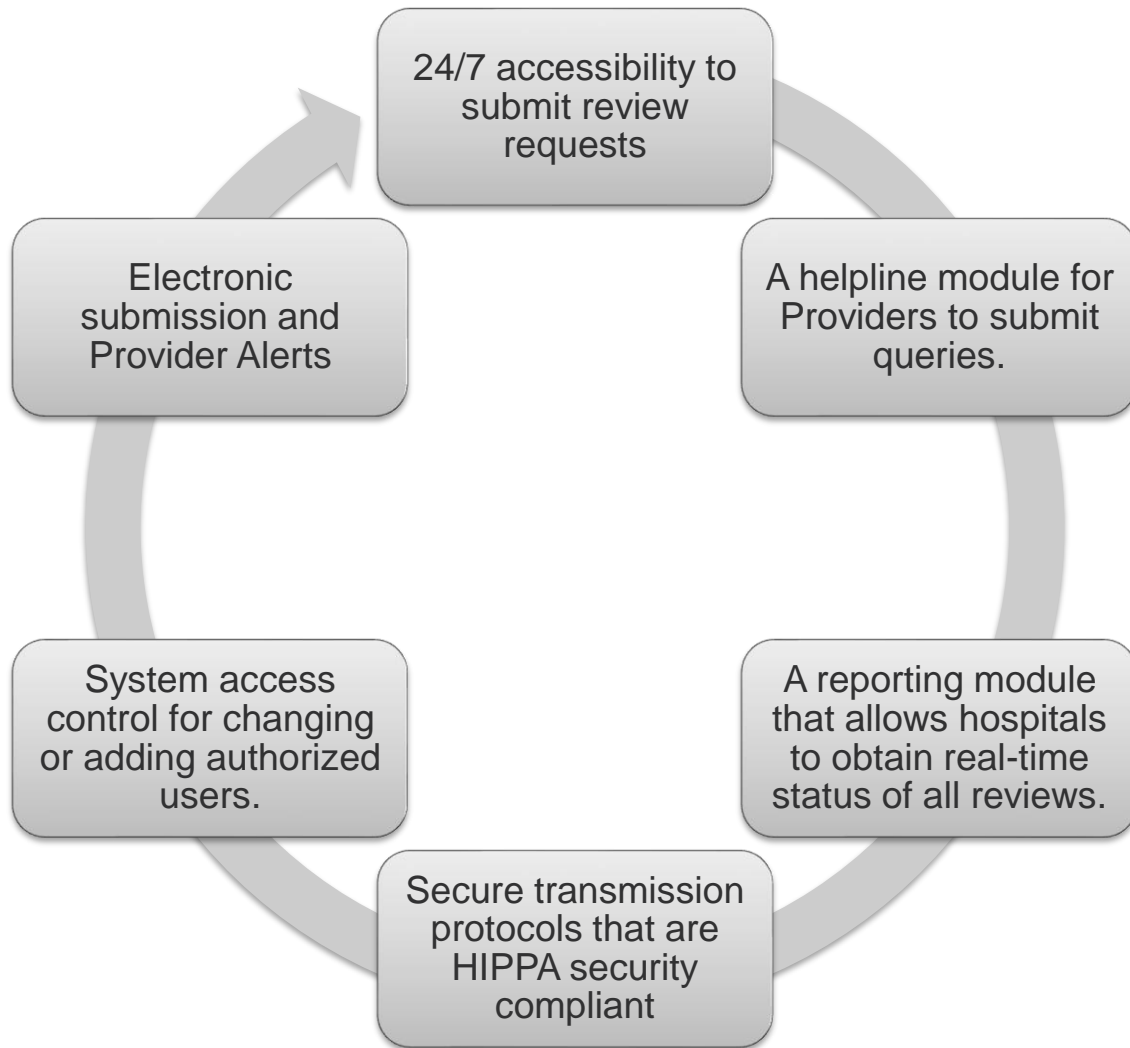 24/7 accessibility to
submit review
requests
A helpline module for
Providers to submit
queries.
A reporting module
that allows hospitals
to obtain real-time
status of all reviews.
Secure transmission
protocols that are
HIPPA security
compliant
System access
control for changing
or adding authorized
users.
Electronic
submission and
Provider Alerts